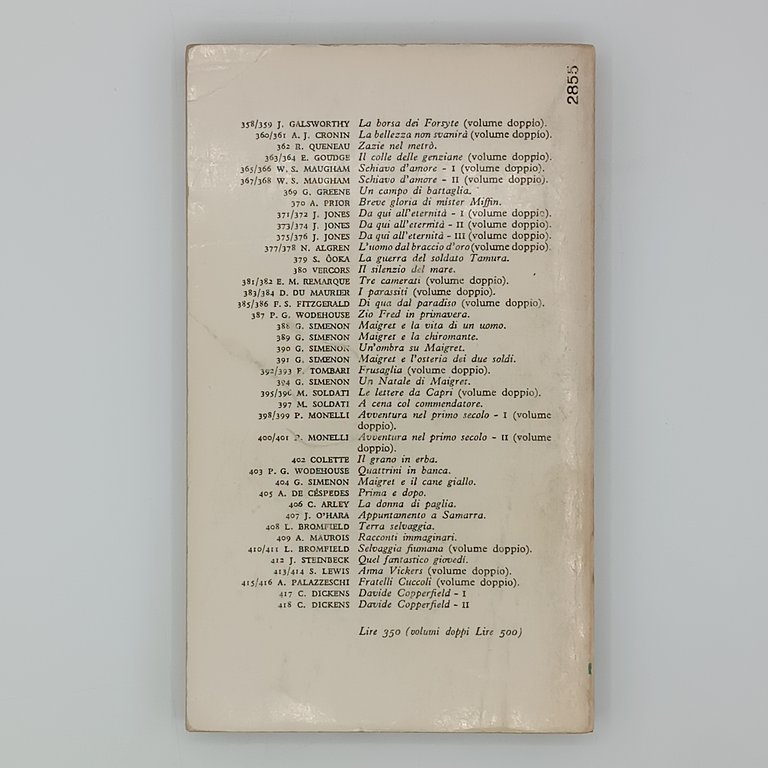 2855
358/359 J. GALSWORTHY La borsa dei Forsyte (volume doppio).
360/361 A. J. CRONIN La bellezza non svanirà (volume doppio).
362 R. QUENEAU Zazie nel metrò.
363/364 E. GOUDGE Il colle delle genziane (volume doppio).
365/366 W. S. MAUGHAM Schiavo d'amore - I (volume doppio).
367/368 W. S. MAUGHAM Schiavo d'amore - II (volume doppio).
369 G. GREENE Un campo di battaglia.
370 A. PRIOR Breve gloria di mister Miffin.
371/372 J. JONES Da qui all'eternità - I (volume doppio).
373/374 J. JONES Da qui all'eternità - II (volume doppio).
375/376 J. JONES Da qui all'eternità - III (volume doppio).
377/378 N. ALGREN L'uomo dal braccio d'oro (volume doppio).
379 S. ÔOKA La guerra del soldato Tamura.
380 VERCORS Il silenzio del mare.
381/382 E. M. REMARQUE Tre camerati (volume doppio).
383/384 D. DU MAURIER I parassiti (volume doppio).
385/386 F. S. FITZGERALD Di qua dal paradiso (volume doppio).
387 P. G. WODEHOUSE Zio Fred in primavera.
388 G. SIMENON Maigret e la vita di un uomo.
389 G. SIMENON Maigret e la chiromante.
390 G. SIMENON Un'ombra su Maigret.
391 G. SIMENON Maigret e l'osteria dei due soldi.
392/393 F. TOMBARI Frusaglia (volume doppio).
394 G. SIMENON Un Natale di Maigret.
395/396 M. SOLDATI Le lettere da Capri (volume doppio).
397 M. SOLDATI A cena col commendatore.
398/399 P. MONELLI Avventura nel primo secolo - I (volume
doppio).
400/401 P. MONELLI Avventura nel primo secolo - II (volume
doppio).
402 COLETTE Il grano in erba.
403 P. G. WODEHOUSE Quattrini in banca.
404 G. SIMENON Maigret e il cane giallo.
405 A. DE CÉSPEDES Prima e dopo.
406 C. ARLEY La donna di paglia.
407 J. O'HARA Appuntamento a Samarra.
408 L. BROMFIELD Terra selvaggia.
409 A. MAUROIS Racconti immaginari.
410/411 L. BROMFIELD Selvaggia fiumana (volume doppio).
412 J. STEINBECK Quel fantastico giovedì.
413/414 S. LEWIS Anna Vickers (volume doppio).
415/416 A. PALAZZESCHI Fratelli Cuccoli (volume doppio).
417 C. DICKENS Davide Copperfield - I
418 C. DICKENS Davide Copperfield - II
Lire 350 (volumi doppi Lire 500)